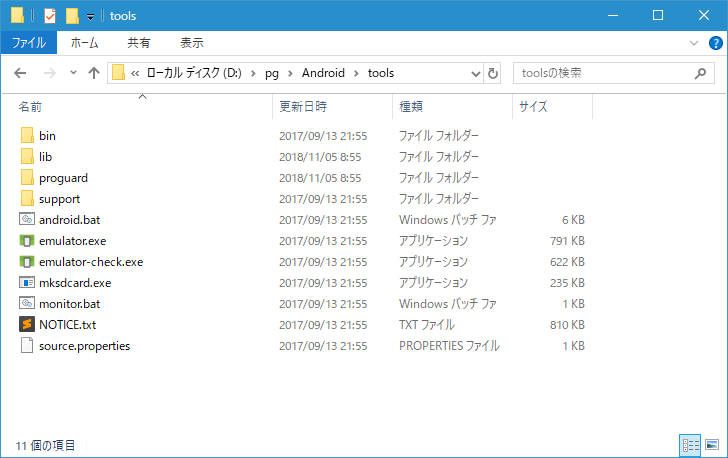 tools
ファイル ホーム 共有 表示
« ローカル ディスク (D:) › pg › Android › tools toolsの検索
名前 更新日時 種類 サイズ
bin 2017/09/13 21:55 ファイル フォルダー
lib 2018/11/05 8:55 ファイル フォルダー
proguard 2018/11/05 8:55 ファイル フォルダー
support 2017/09/13 21:55 ファイル フォルダー
android.bat 2017/09/13 21:55 Windows バッチ ファ 6 KB
emulator.exe 2017/09/13 21:55 アプリケーション 791 KB
emulator-check.exe 2017/09/13 21:55 アプリケーション 622 KB
mksdcard.exe 2017/09/13 21:55 アプリケーション 235 KB
monitor.bat 2017/09/13 21:55 Windows バッチ ファ 1 KB
NOTICE.txt 2017/09/13 21:55 TXT ファイル 810 KB
source.properties 2017/09/13 21:55 PROPERTIES ファイル 1 KB
11 個の項目